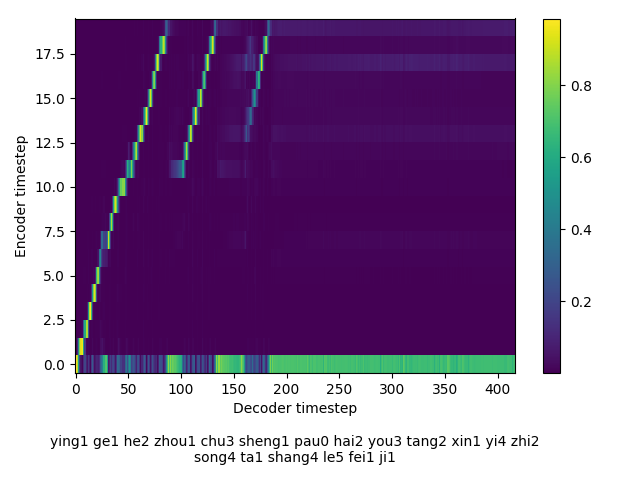 17.5
15.0
12.5
10.0
7.5
5.0
2.5
0.0
Encoder timestep
0 50 100 150 200 250 300 350 400
Decoder timestep
0.8
0.6
0.4
0.2
ying1 ge1 he2 zhou1 chu3 sheng1 pau0 hai2 you3 tang2 xin1 yi4 zhi2
song4 ta1 shang4 le5 fei1 ji1